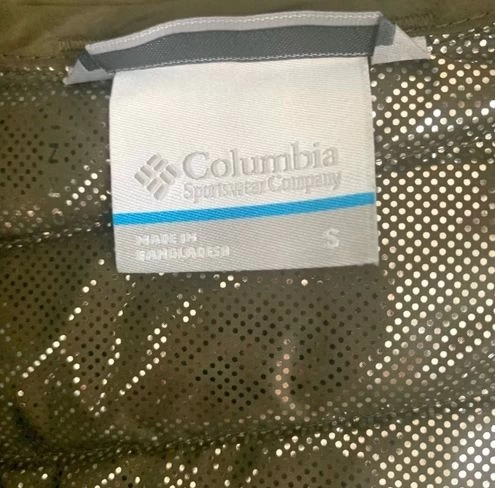 Columbia
Sportswear Company
MADE IN
BANGLADESH
S